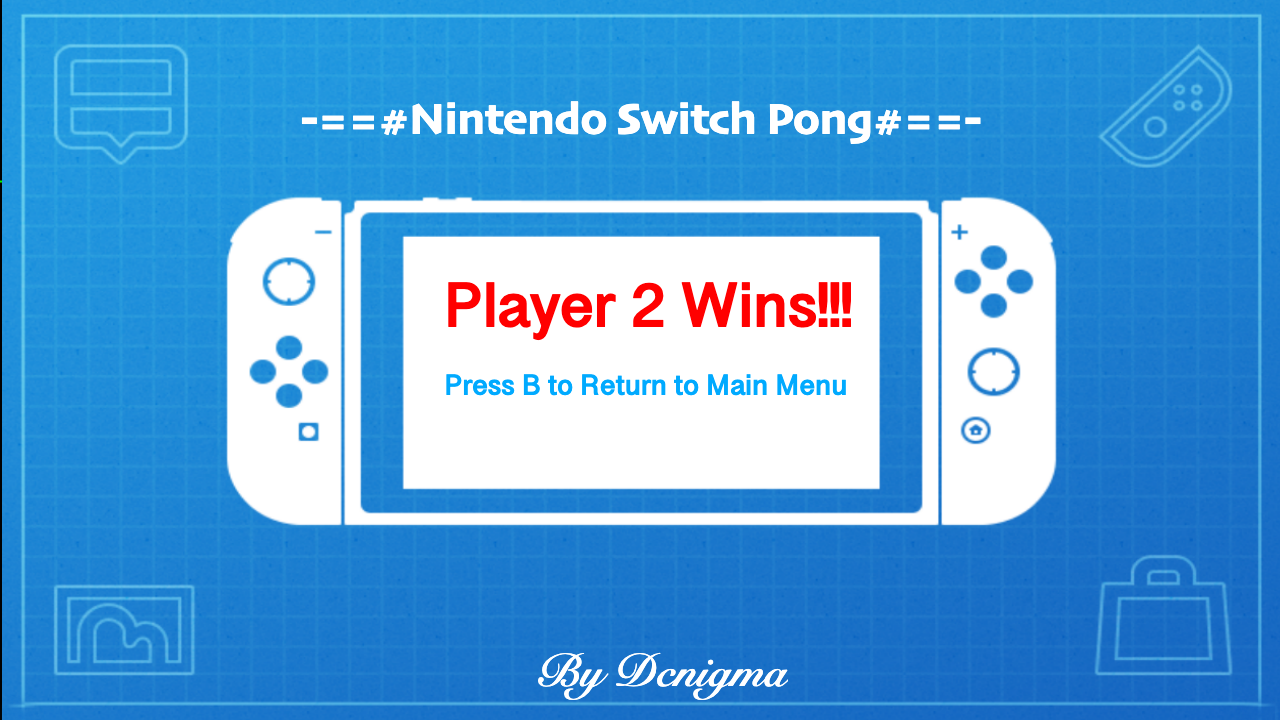 -==#Nintendo Switch Pong#==-
Player 2 Wins!!!
Press B to Return to Main Menu
By Dcnigma